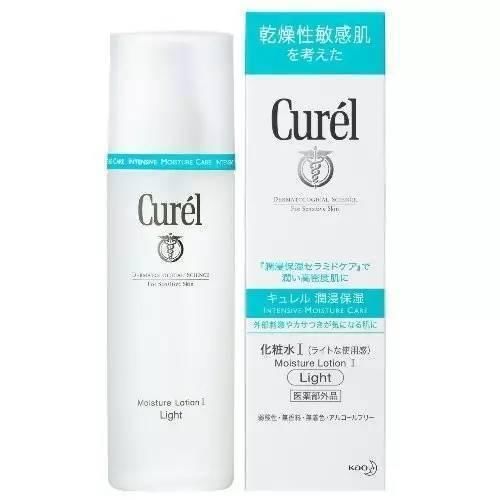 CARE INTENSIVE MOISTURE CARE INTENSIV
Curél
DERMATOLOGICAL SCIENCE
For Sensitive Skin
Moisture Lotion I
Light
乾燥性敏感肌
を考えた
Curél
DERMATOLOGICAL SCIENCE
For Sensitive Skin
『潤浸保湿セラミドケア』で
潤い高密度肌に
キュレル 潤浸保湿
INTENSIVE MOISTURE CARE
外部刺激やカサつきが気になる肌に
化粧水I（ライトな使用感）
Moisture Lotion I
Light
医薬部外品
弱酸性・無香料・無着色・アルコールフリー
Kao